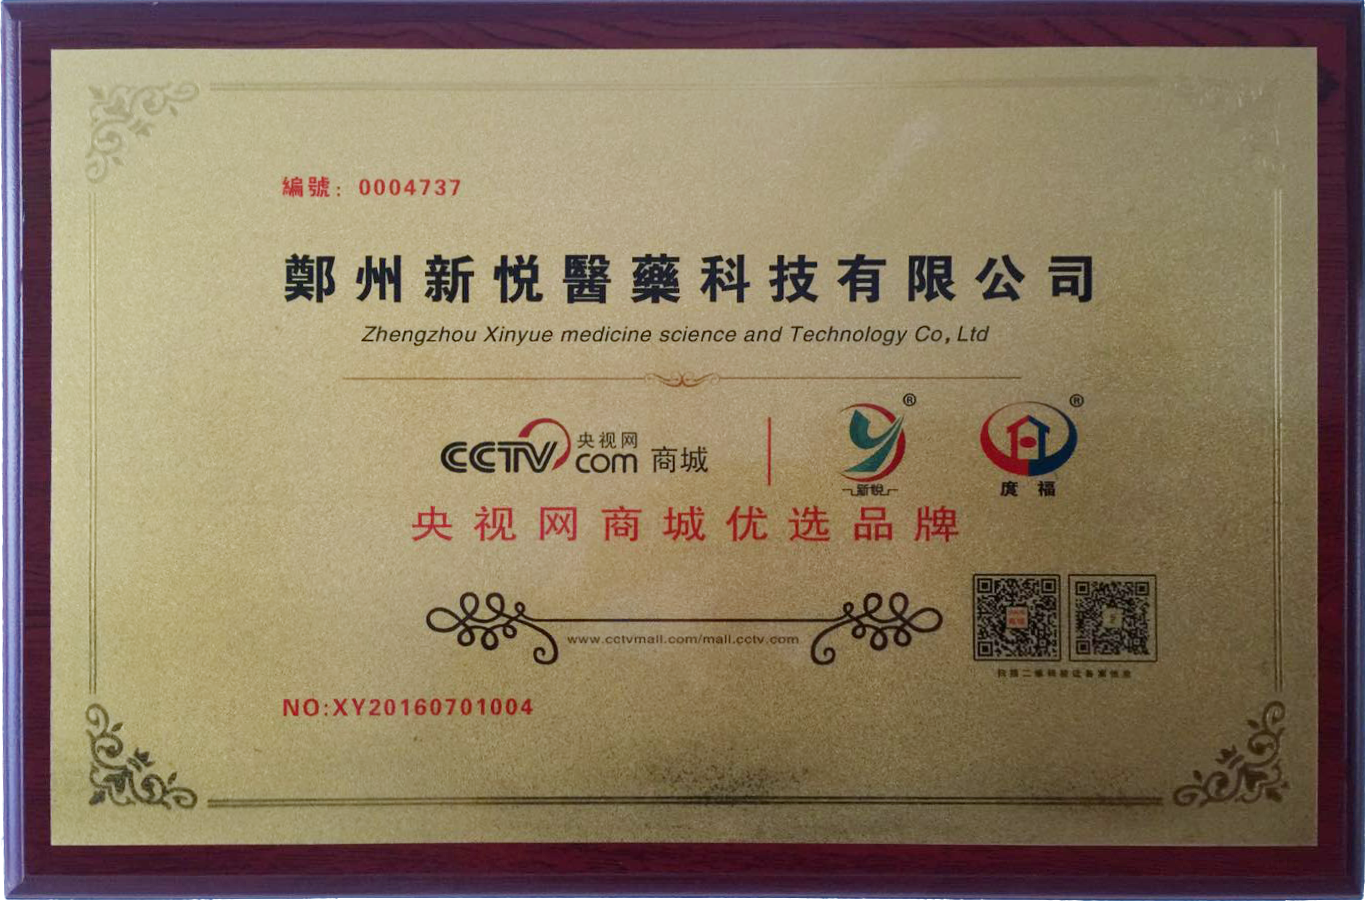 編號：0004737
鄭州新悅醫藥科技有限公司
Zhengzhou Xinyue medicine science and Technology Co, Ltd
CCTV com 央视网 商城
® ®
新悦 度福
央视网商城优选品牌
www.cctvmall.com/mall.cctv.com
NO:XY20160701004